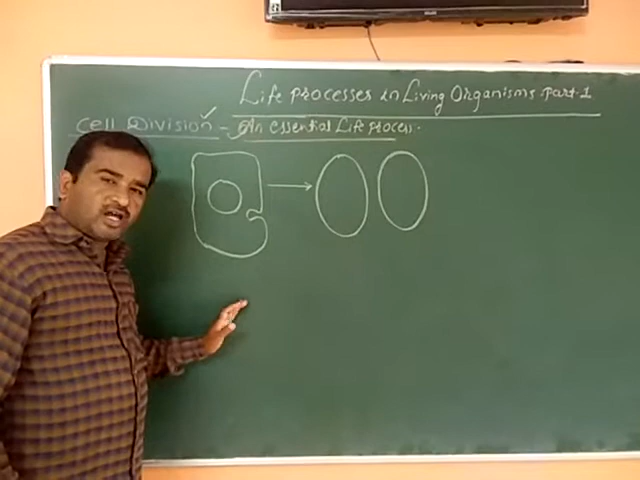 Life processes in Living Organisms Part-1
Cell Division ✓ - An essential Life process.